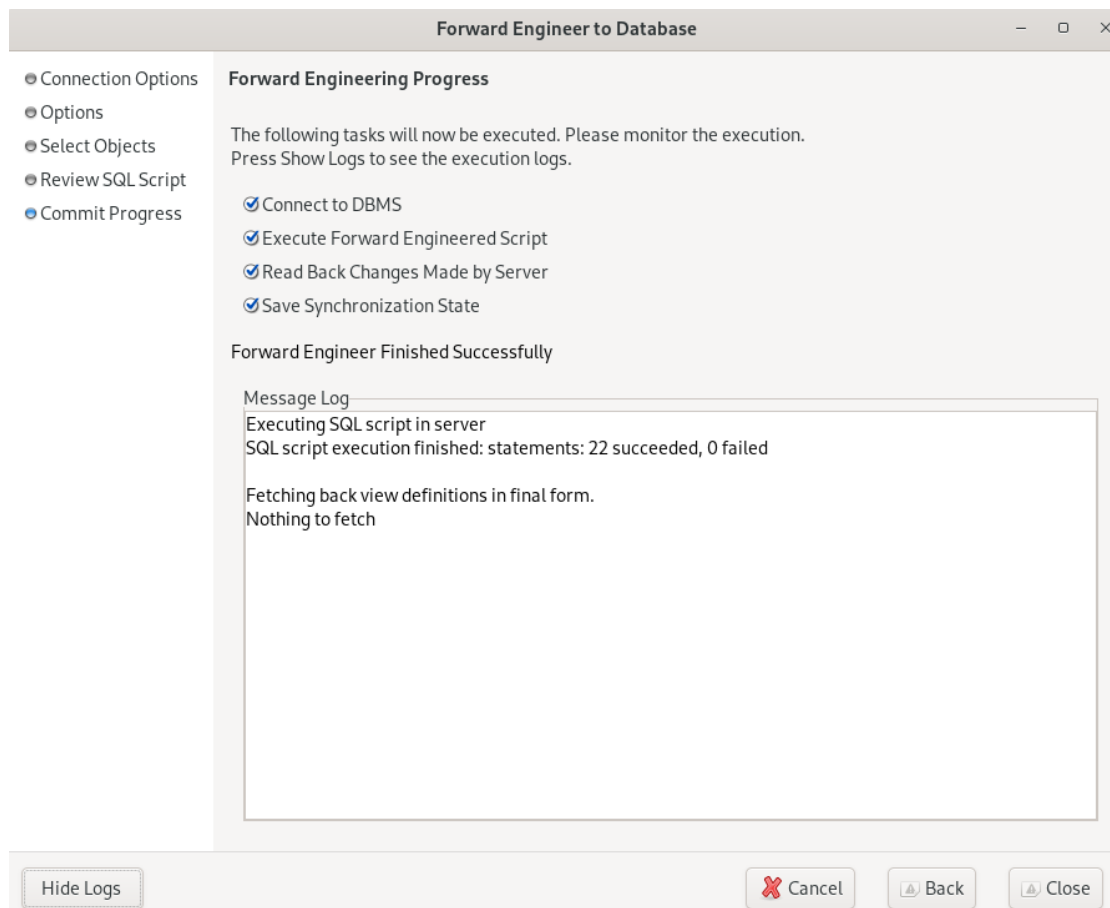 Forward Engineer to Database
Connection Options
Options
Select Objects
Review SQL Script
Commit Progress
Forward Engineering Progress
The following tasks will now be executed. Please monitor the execution.
Press Show Logs to see the execution logs.
Connect to DBMS
Execute Forward Engineered Script
Read Back Changes Made by Server
Save Synchronization State
Forward Engineer Finished Successfully
Message Log
Executing SQL script in server
SQL script execution finished: statements: 22 succeeded, 0 failed
Fetching back view definitions in final form.
Nothing to fetch
Hide Logs
Cancel
Back
Close